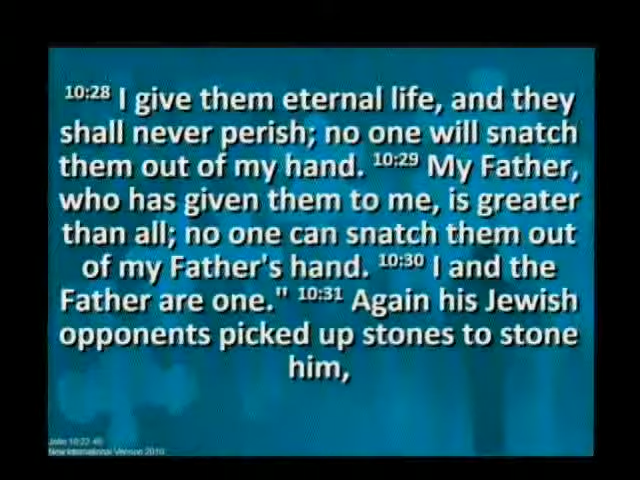 10:28 I give them eternal life, and they
shall never perish; no one will snatch
them out of my hand. 10:29 My Father,
who has given them to me, is greater
than all; no one can snatch them out
of my Father's hand. 10:30 I and the
Father are one." 10:31 Again his Jewish
opponents picked up stones to stone
him,
John 10:22-40
New International Version 2010